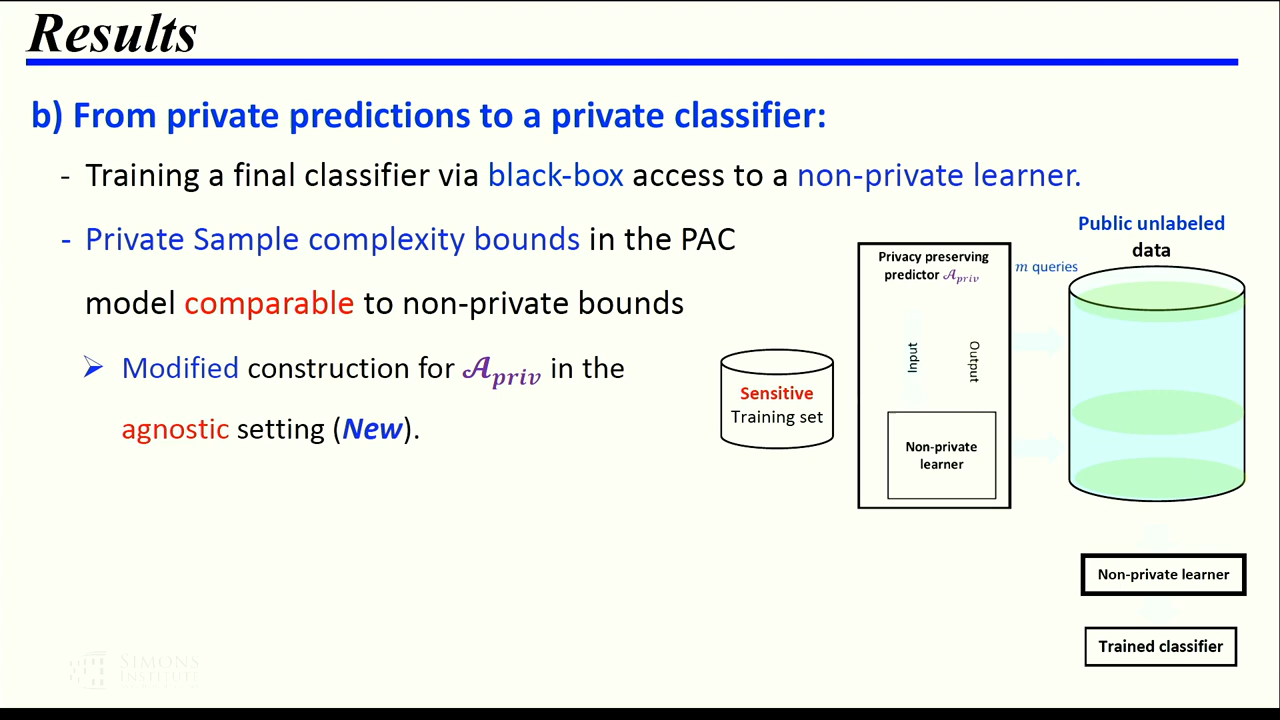 Results
b) From private predictions to a private classifier:
- Training a final classifier via black-box access to a non-private learner.
- Private Sample complexity bounds in the PAC
model comparable to non-private bounds
➢ Modified construction for 𝒜priv in the
agnostic setting (New).
Public unlabeled
data
Privacy preserving
predictor 𝒜priv
m queries
Input
Output
Sensitive
Training set
Non-private
learner
Non-private learner
Trained classifier
SIMONS
INSTITUTE